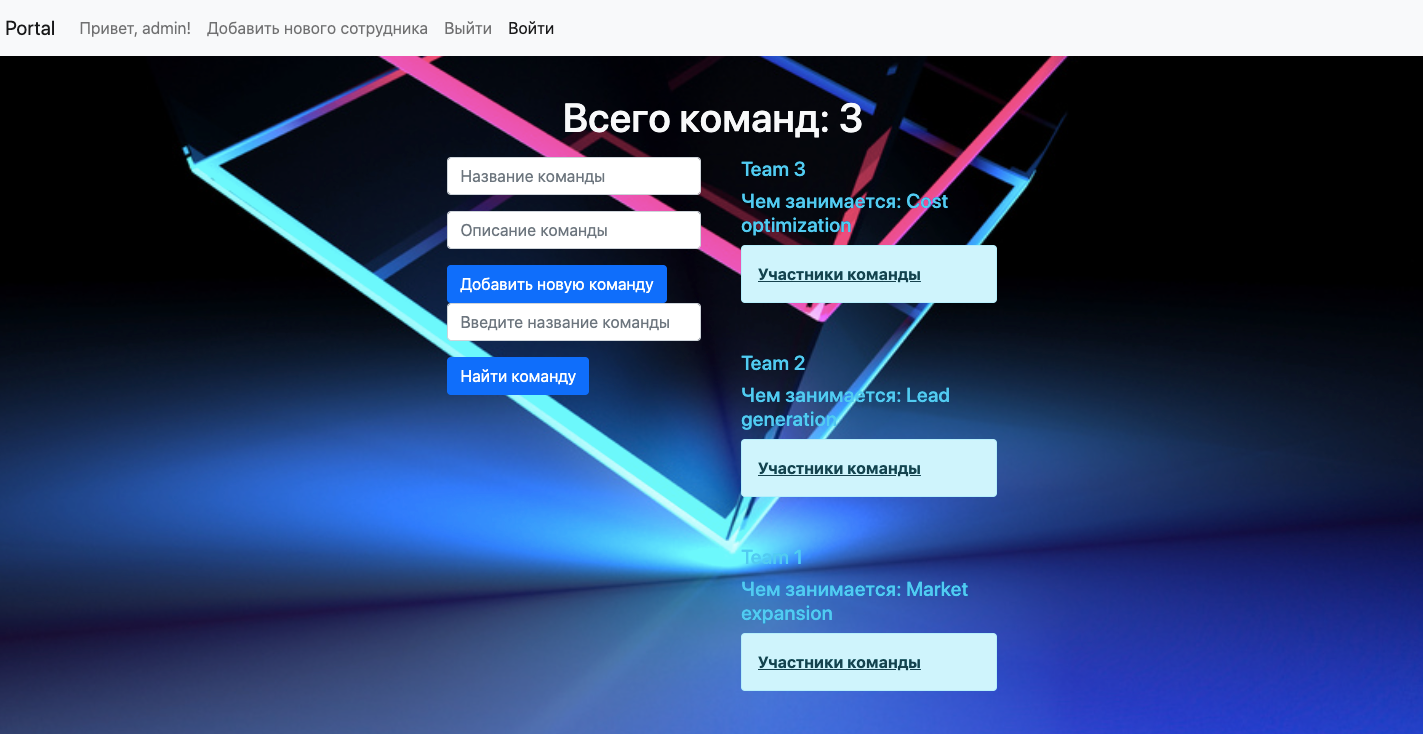 Portal Привет, admin! Добавить нового сотрудника Выйти Войти
Всего команд: 3
Название команды
Описание команды
Добавить новую команду
Введите название команды
Найти команду
Team 3
Чем занимается: Cost
optimization
Участники команды
Team 2
Чем занимается: Lead
generation
Участники команды
Team 1
Чем занимается: Market
expansion
Участники команды